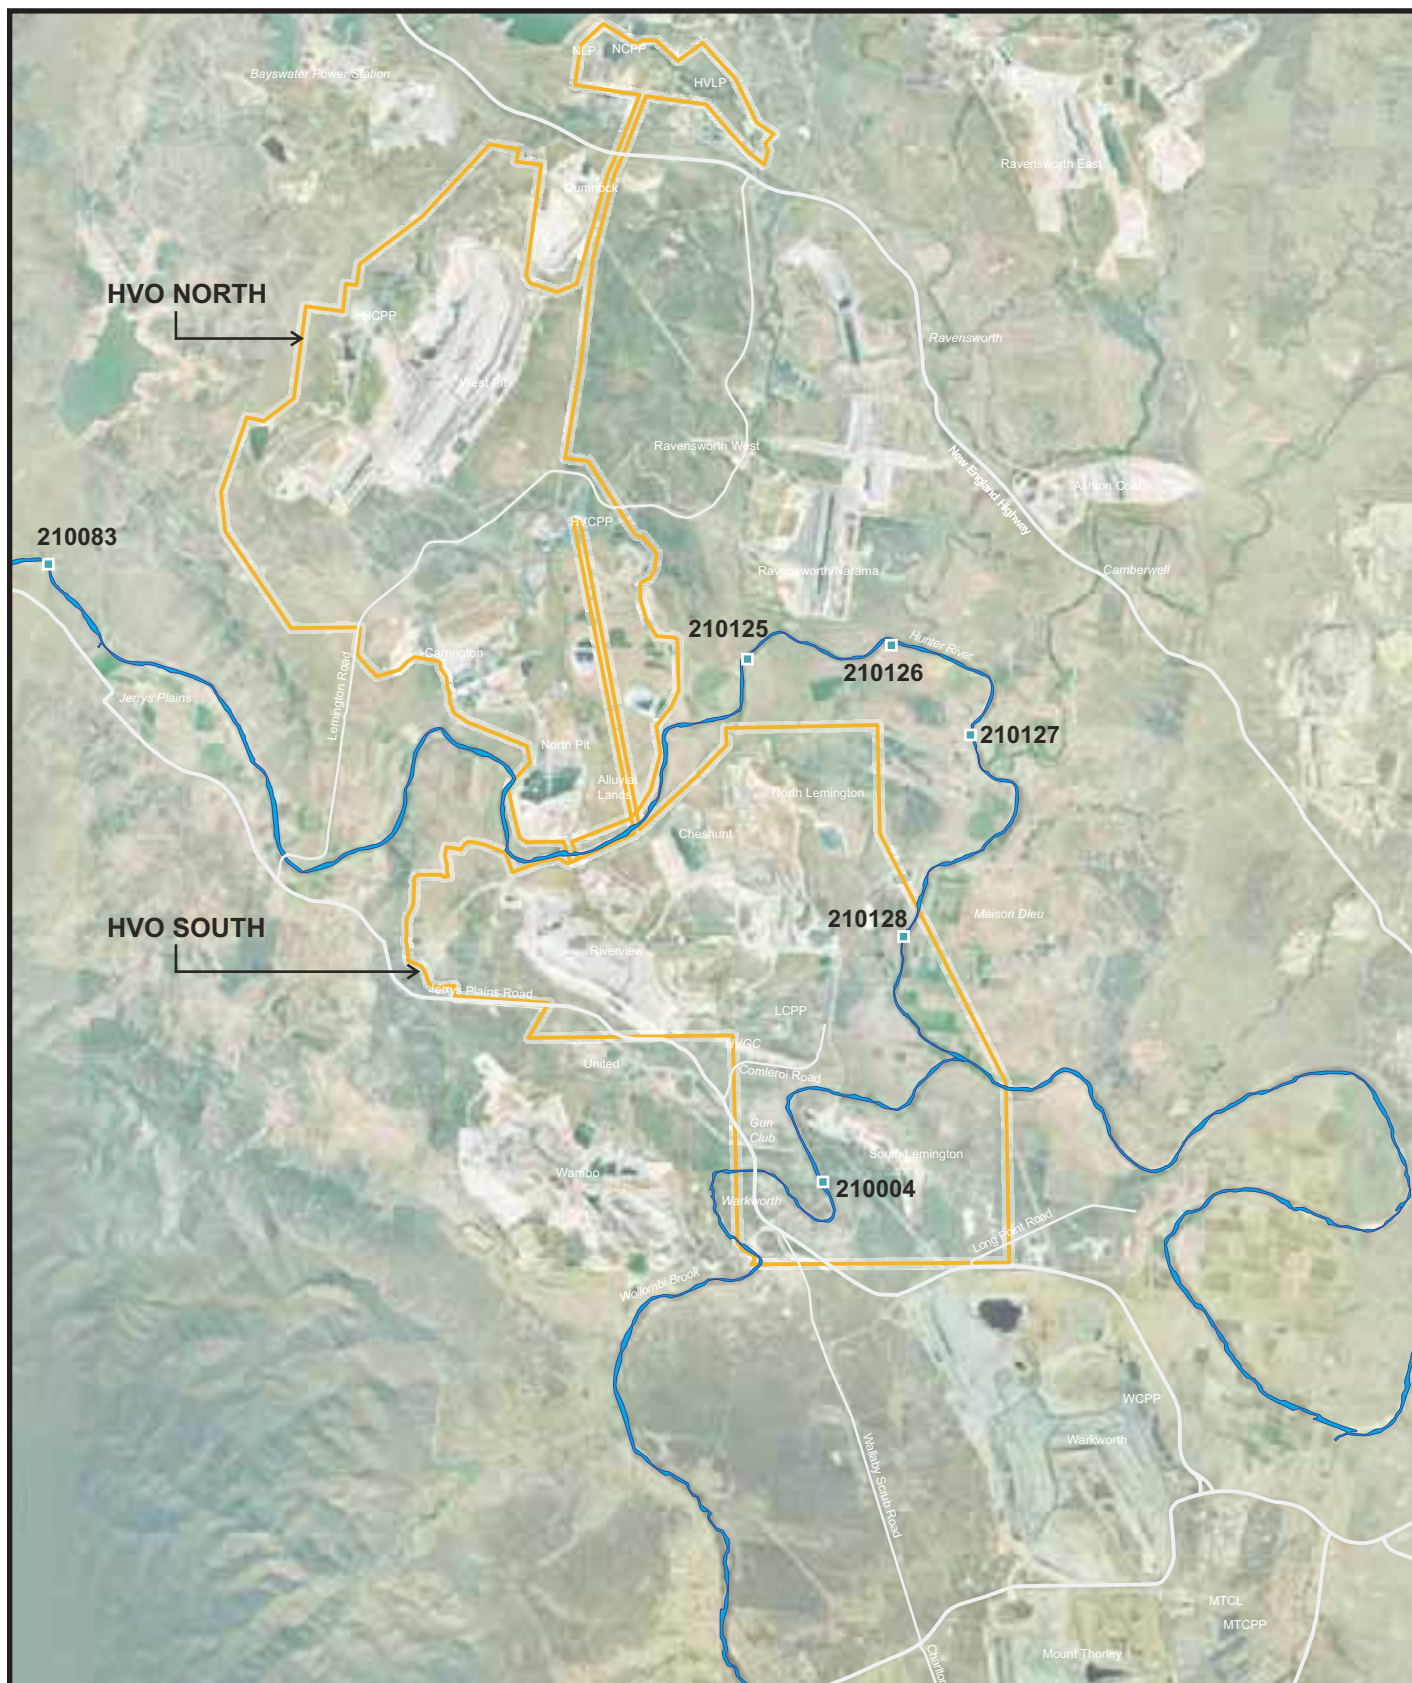 NLP
NCPP
HVLP
Bayswater Power Station
Ravensworth East
Cumnock
HVO NORTH
HCPP
Ravensworth
West Pit
Ravensworth West
New England Highway
Ashton Coal
HVCPP
210083
Ravensworth/Narama
Camberwell
210125
Hunter River
210126
Carrington
Lemington Road
Jerrys Plains
210127
North Pit
Alluvial
Lands
North Lemington
Cheshunt
Maison Dieu
210128
HVO SOUTH
Riverview
Jerrys Plains Road
LCPP
HVGC
United
Comleroi Road
Gun
Club
South Lemington
Wambo
210004
Warkworth
Long Point Road
Wollombi Brook
WCPP
Warkworth
Wallaby Scrub Road
MTCL
MTCPP
Mount Thorley
Charlton